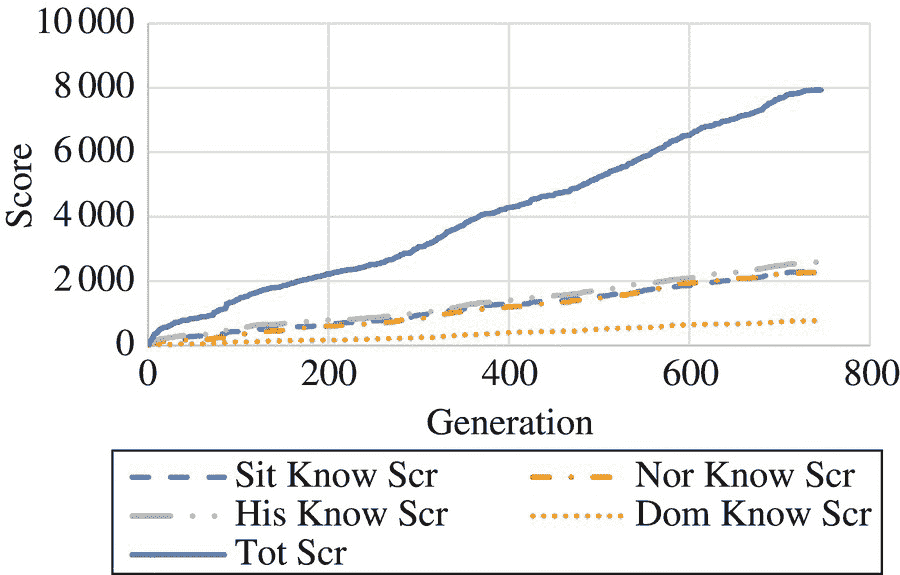 10 000
8 000
6 000
4 000
2 000
0
Score
0 200 400 600 800
Generation
Sit Know Scr Nor Know Scr
His Know Scr Dom Know Scr
Tot Scr